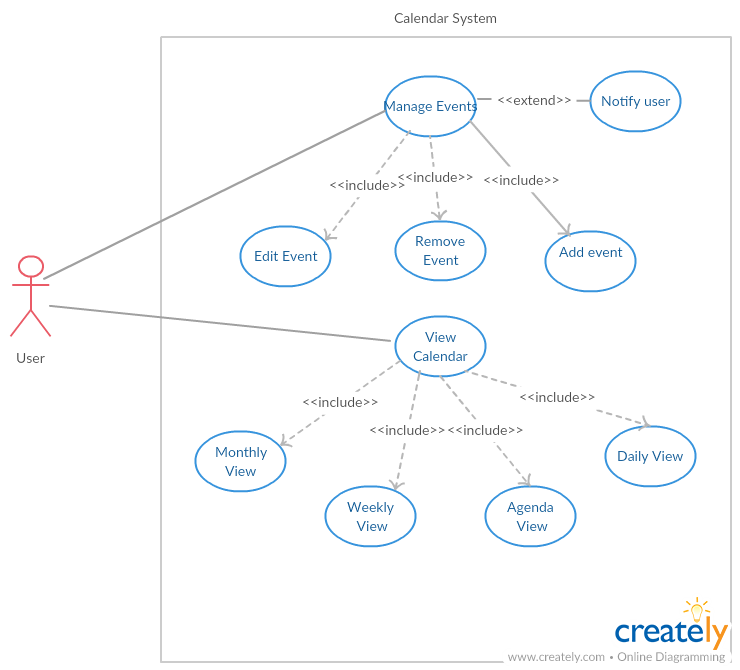 Calendar System
Manage Events
<<extend>>
Notify user
<<include>>
<<include>>
<<include>>
Edit Event
Remove
Event
Add event
User
View
Calendar
<<include>>
<<include>>
<<include>>
<<include>>
Monthly
View
Weekly
View
Agenda
View
Daily View
creately
www.creately.com • Online Diagramming